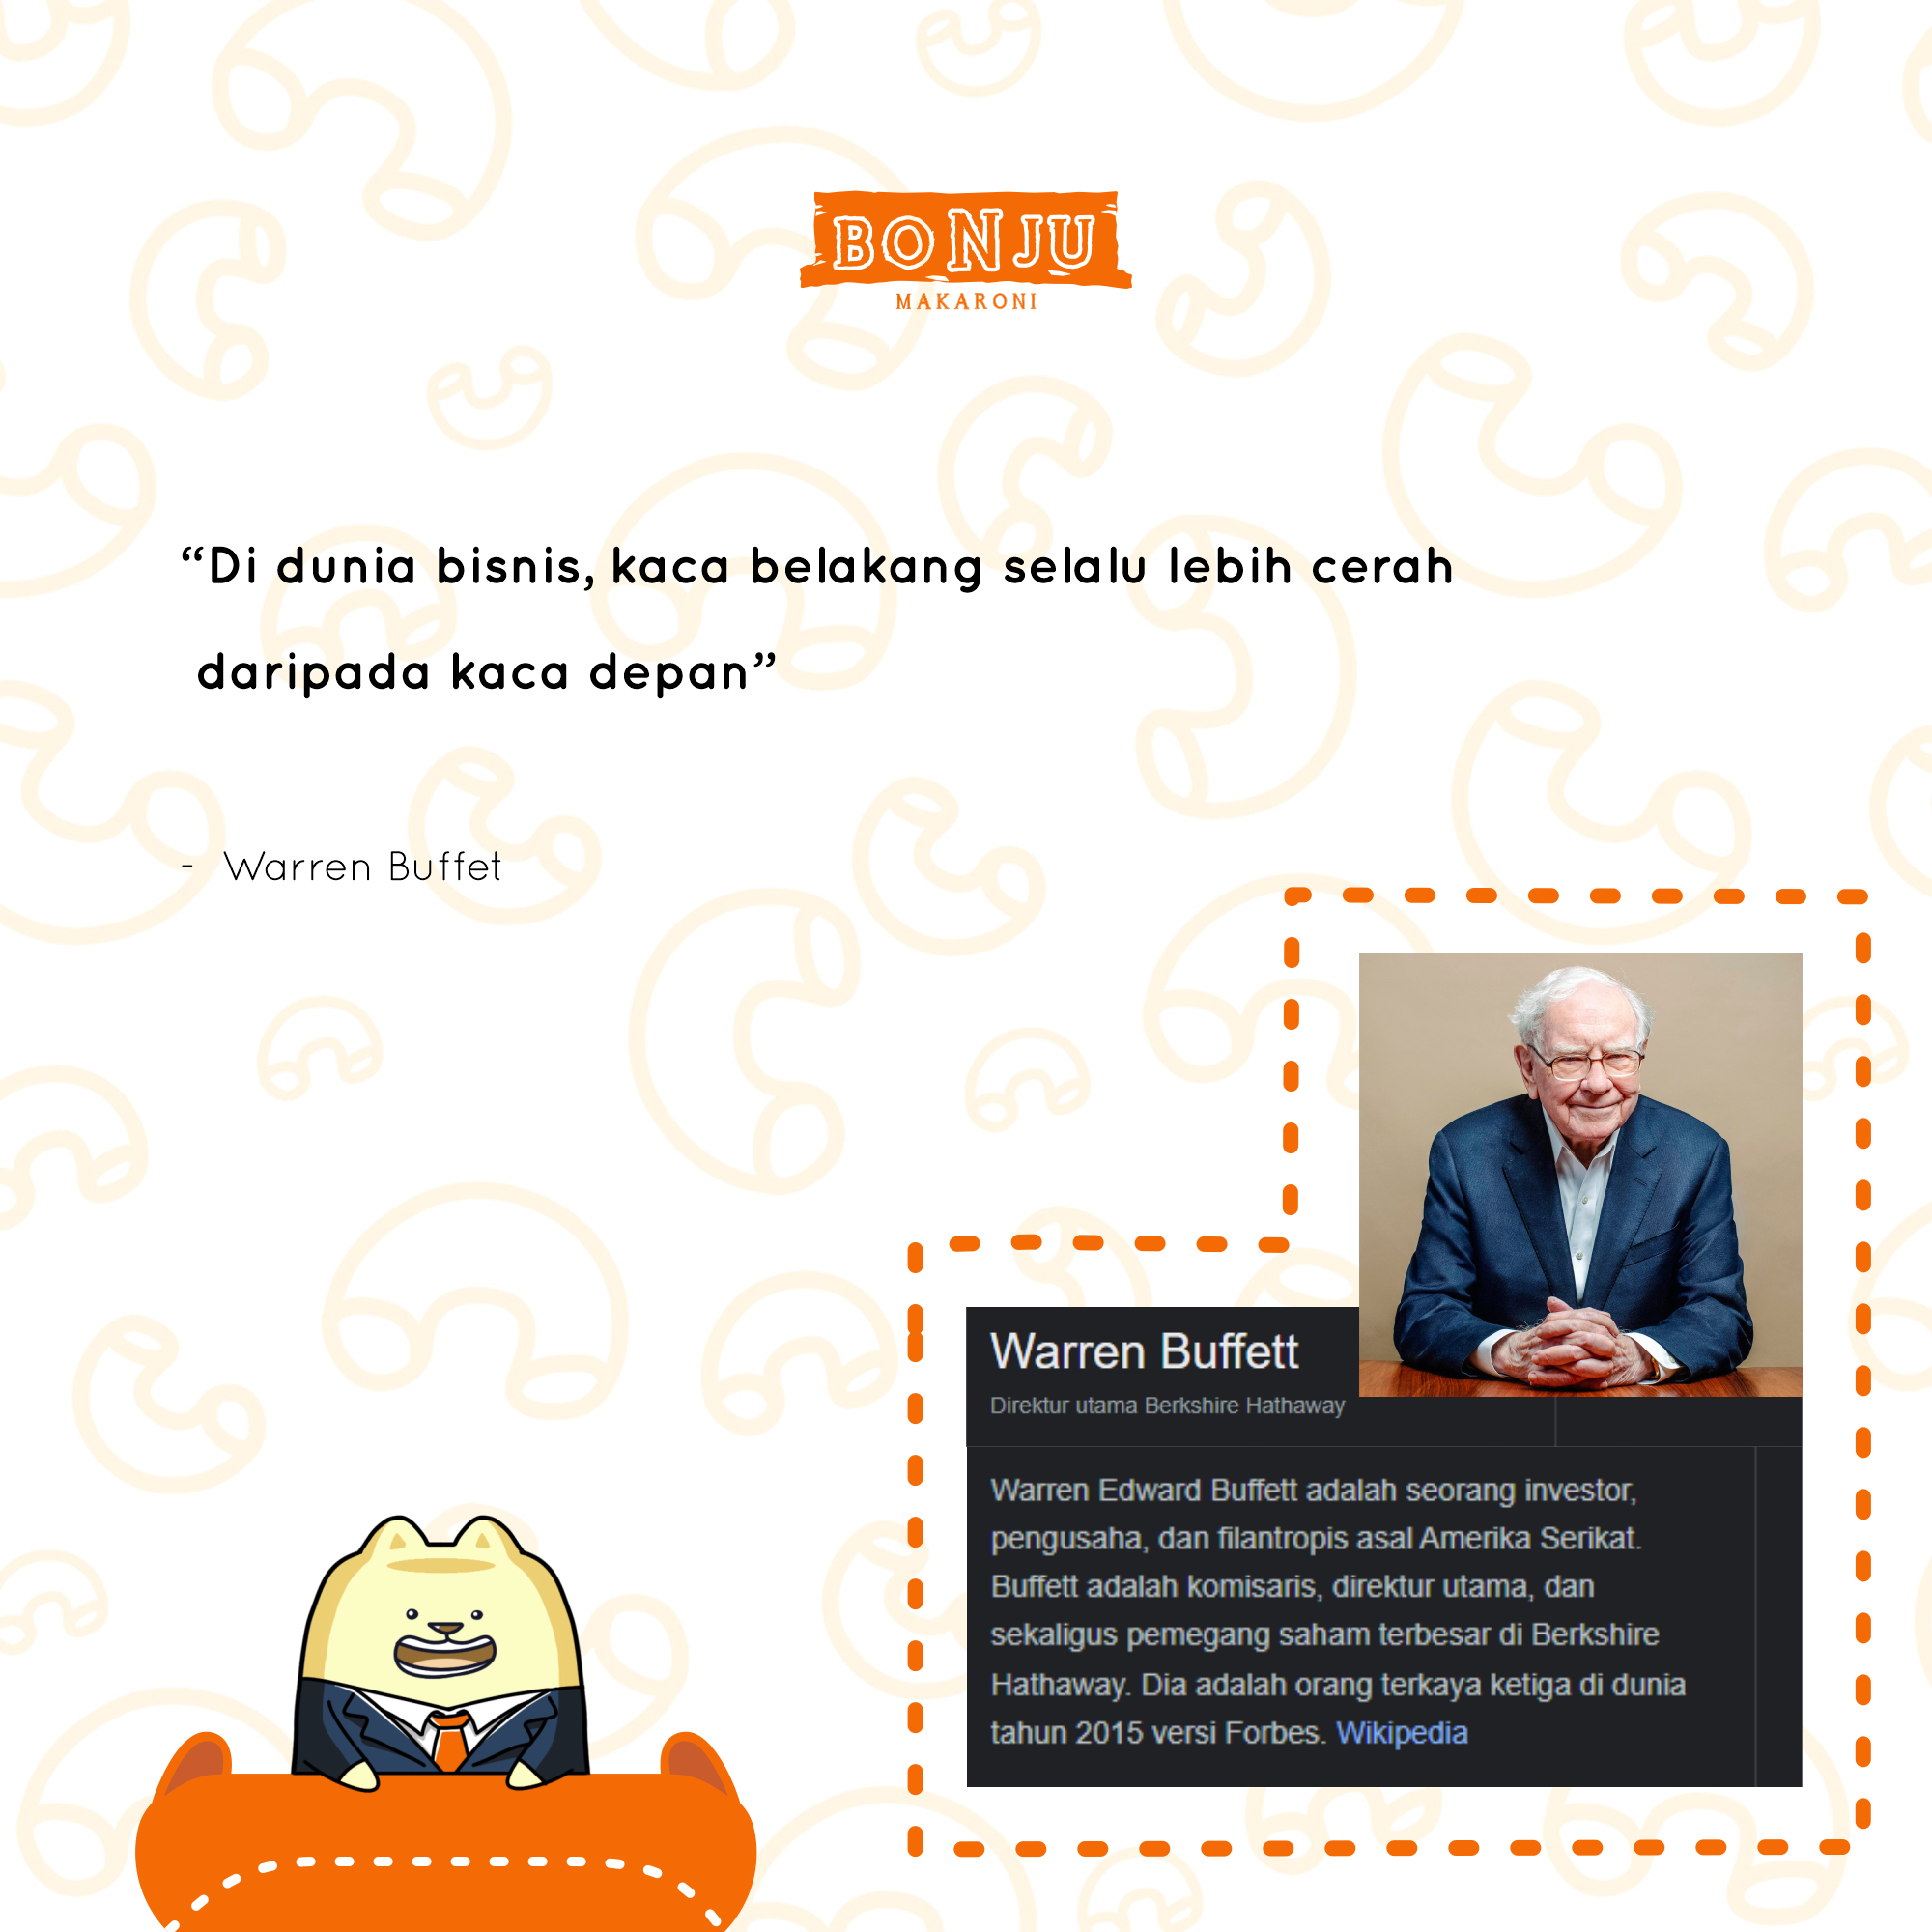 BONJU
MAKARONI
“Di dunia bisnis, kaca belakang selalu lebih cerah
daripada kaca depan”
- Warren Buffet
Warren Buffett
Direktur utama Berkshire Hathaway
Warren Edward Buffett adalah seorang investor,
pengusaha, dan filantropis asal Amerika Serikat.
Buffett adalah komisaris, direktur utama, dan
sekaligus pemegang saham terbesar di Berkshire
Hathaway. Dia adalah orang terkaya ketiga di dunia
tahun 2015 versi Forbes. Wikipedia